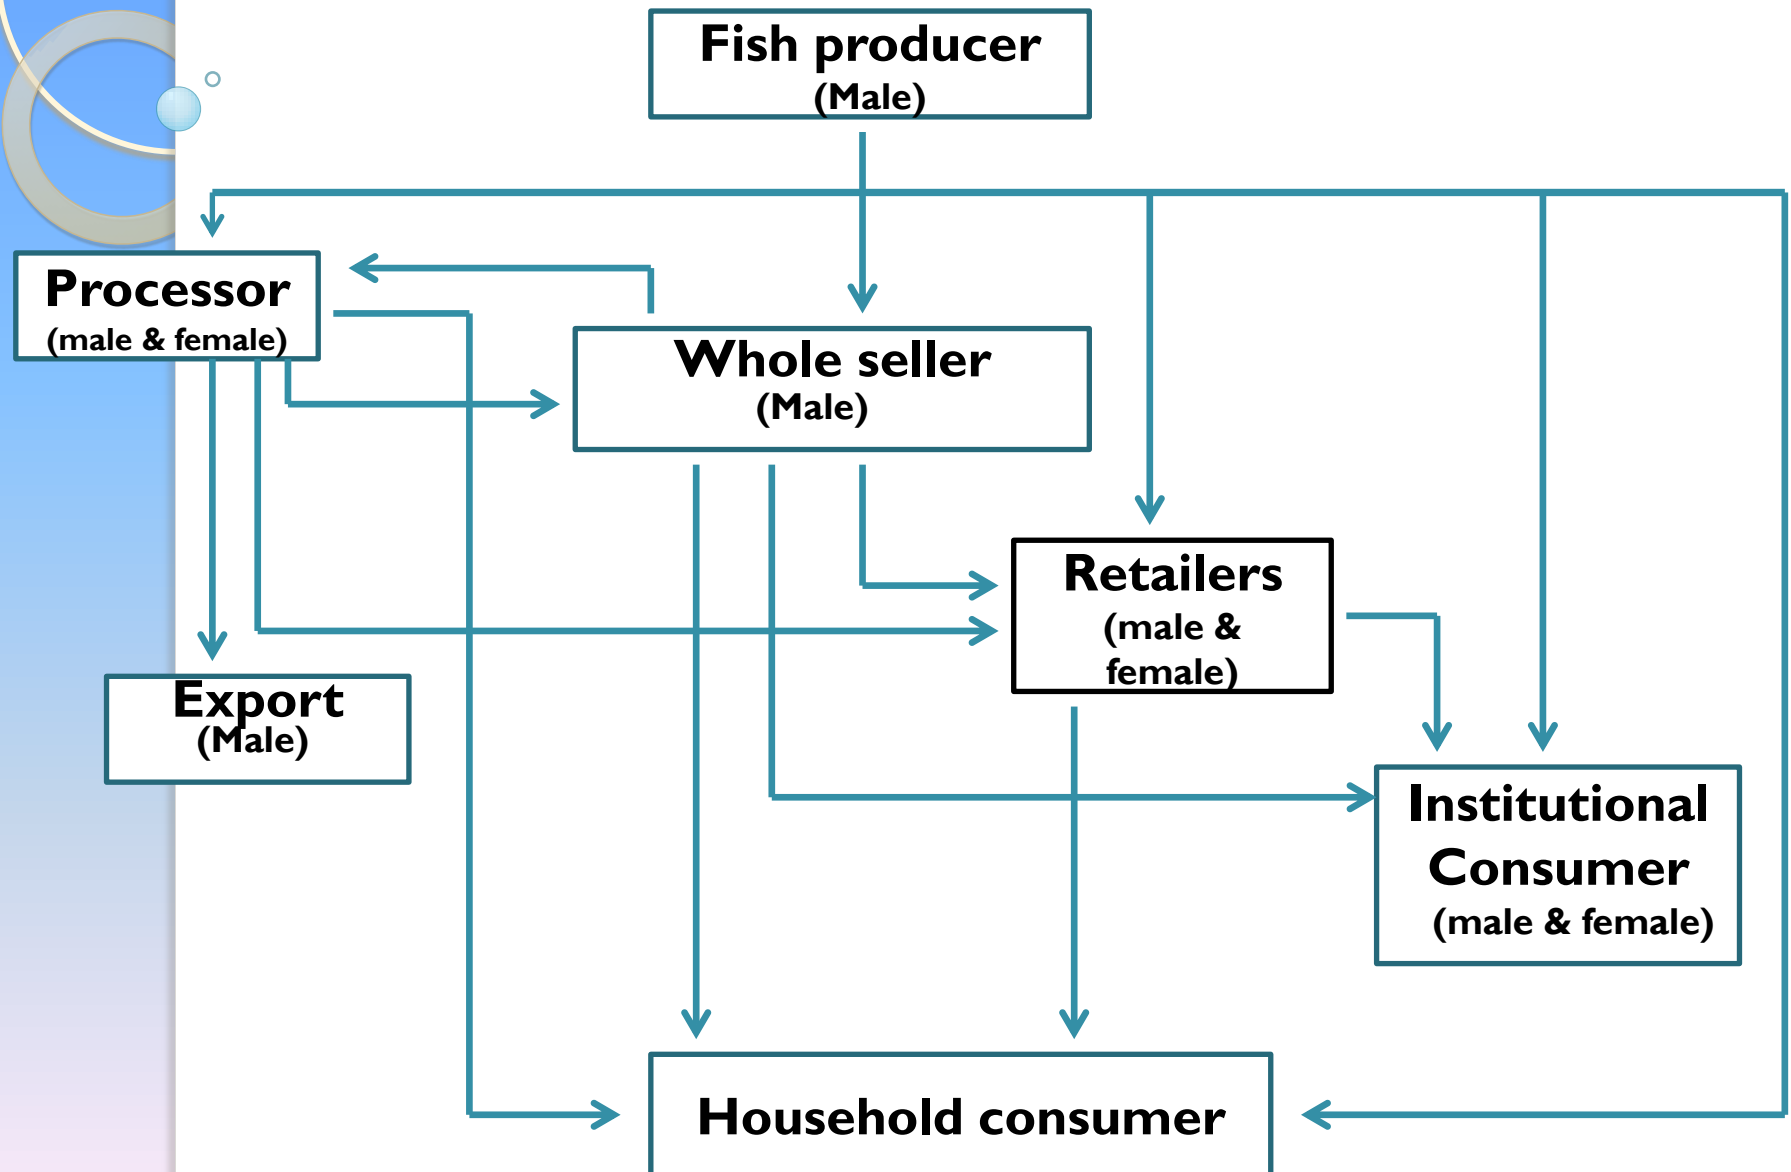 Fish producer
(Male)
Processor
(male & female)
Whole seller
(Male)
Retailers
(male &
female)
Export
(Male)
Institutional
Consumer
(male & female)
Household consumer